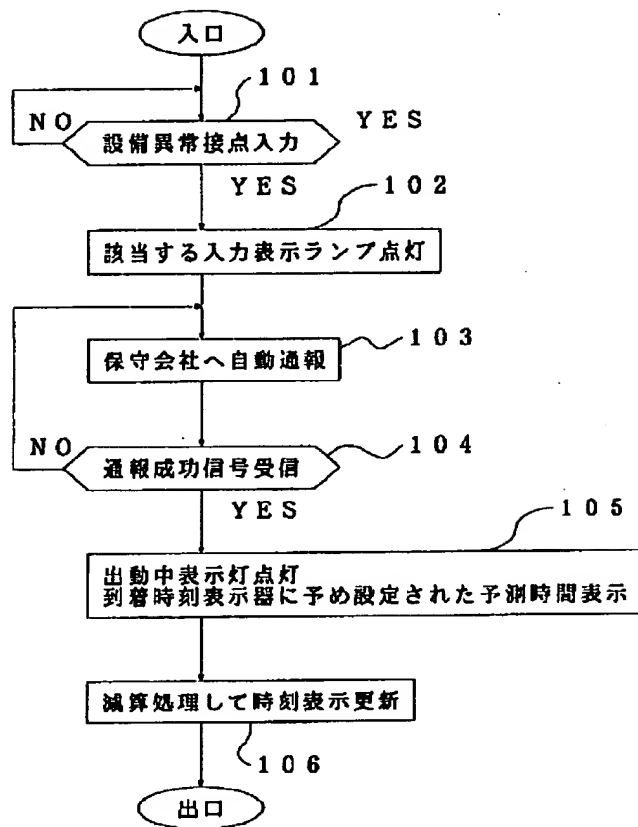 入口
101
NO
YES
設備異常接点入力
YES
102
該当する入力表示ランプ点灯
103
保守会社へ自動通報
NO
104
通報成功信号受信
YES
105
出動中表示灯点灯
到着時刻表示器に予め設定された予測時間表示
減算処理して時刻表示更新
106
出口